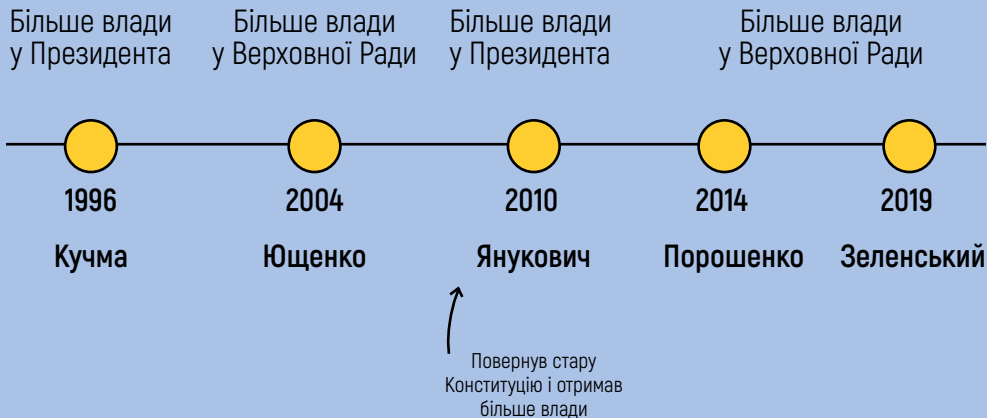 Більше влади
у Президента
Більше влади
у Верховної Ради
Більше влади
у Президента
Більше влади
у Верховної Ради
1996
2004
2010
2014
2019
Кучма
Ющенко
Янукович
Порошенко
Зеленський
Повернув стару
Конституцію і отримав
більше влади